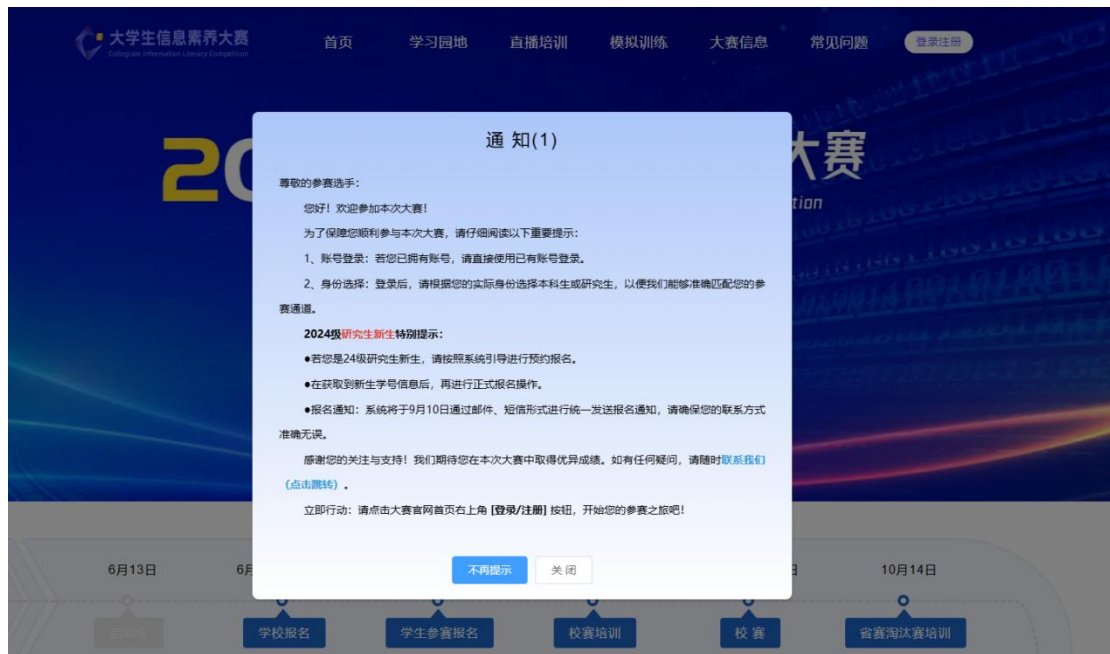 大学生信息素养大赛
Collegiate Information Literacy Competition
首页 学习园地 直播培训 模拟训练 大赛信息 常见问题 登录注册
20
大赛
tion
通 知(1)
尊敬的参赛选手：
您好！欢迎参加本次大赛！
为了保障您顺利参与本次大赛，请仔细阅读以下重要提示：
1、账号登录：若您已拥有账号，请直接使用已有账号登录。
2、身份选择：登录后，请根据您的实际身份选择本科生或研究生，以便我们能够准确匹配您的参
赛通道。
2024级研究生新生特别提示：
●若您是24级研究生新生，请按照系统引导进行预约报名。
●在获取到新生学号信息后，再进行正式报名操作。
●报名通知：系统将于9月10日通过邮件、短信形式进行统一发送报名通知，请确保您的联系方式
准确无误。
感谢您的关注与支持！我们期待您在本次大赛中取得优异成绩。如有任何疑问，请随时联系我们
（点击跳转）.
立即行动：请点击大赛官网首页右上角 [登录/注册] 按钮，开始您的参赛之旅吧！
不再提示 关 闭
6月13日 6月 日 10月14日
启动会 学校报名 学生参赛报名 校赛培训 校 赛 省赛淘汰赛培训